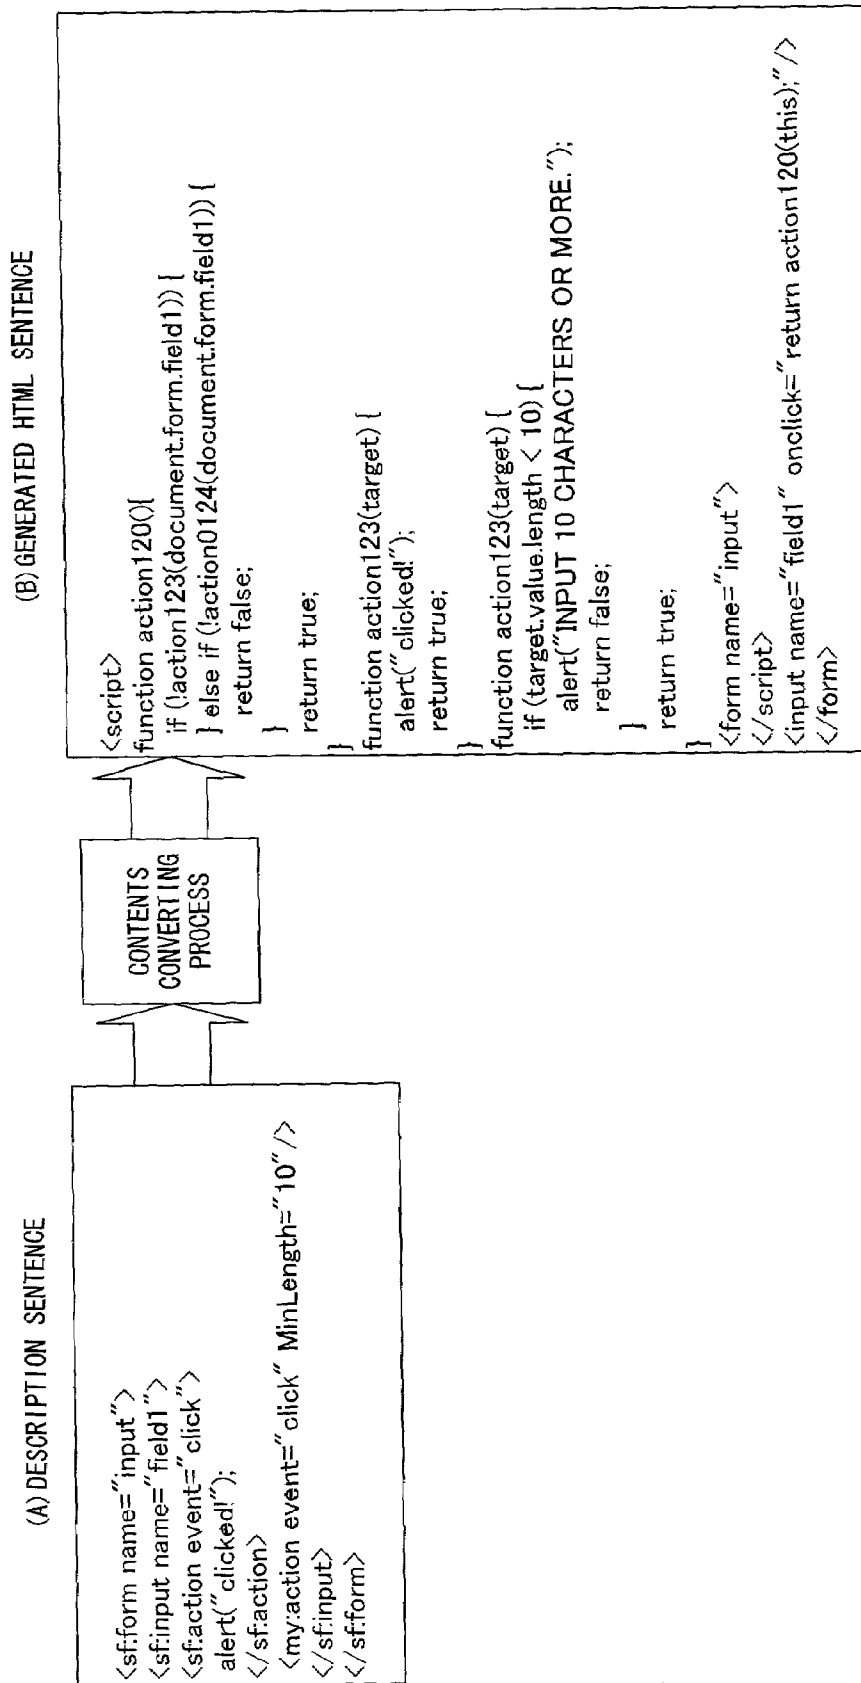 (A) DESCRIPTION SENTENCE
<sf:form name="input">
<sf:input name="field1">
<sf:action event="click">
alert("clicked!");
</sf:action>
<my:action event="click" MinLength="10"/>
</sf:input>
</sf:form>
CONTENTS
CONVERTING
PROCESS
(B) GENERATED HTML SENTENCE
<script>
function action120(){
if (!action123(document.form.field1)) {
} else if (!action0124(document.form.field1)) {
return false;
}
return true;
}
function action123(target) {
alert("clicked!");
return true;
}
function action123(target) {
if (target.value.length < 10) {
alert("INPUT 10 CHARACTERS OR MORE.");
return false;
}
return true;
}
<form name="input">
</script>
<input name="field1" onclick="return action120(this);"/>
</form>